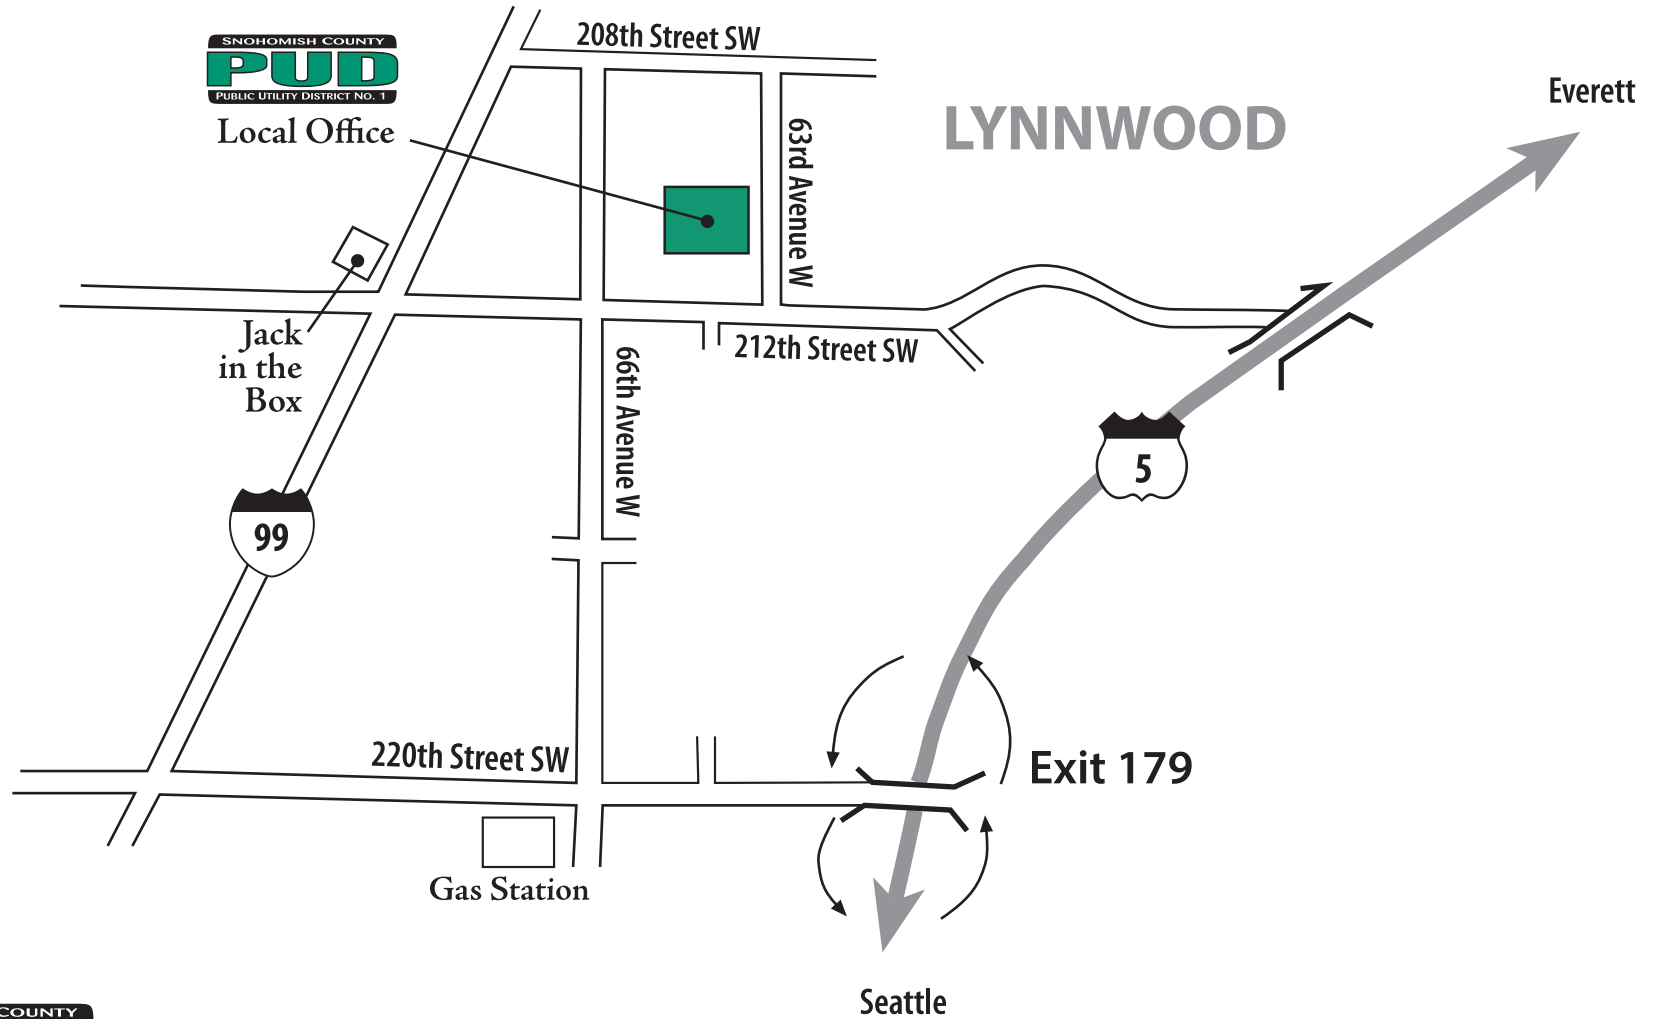 208th Street SW
SNOHOMISH COUNTY
PUD
PUBLIC UTILITY DISTRICT NO. 1
Local Office
Everett
LYNNWOOD
63rd Avenue W
Jack
in the
Box
212th Street SW
66th Avenue W
5
99
220th Street SW
Exit 179
Gas Station
Seattle
COUNTY